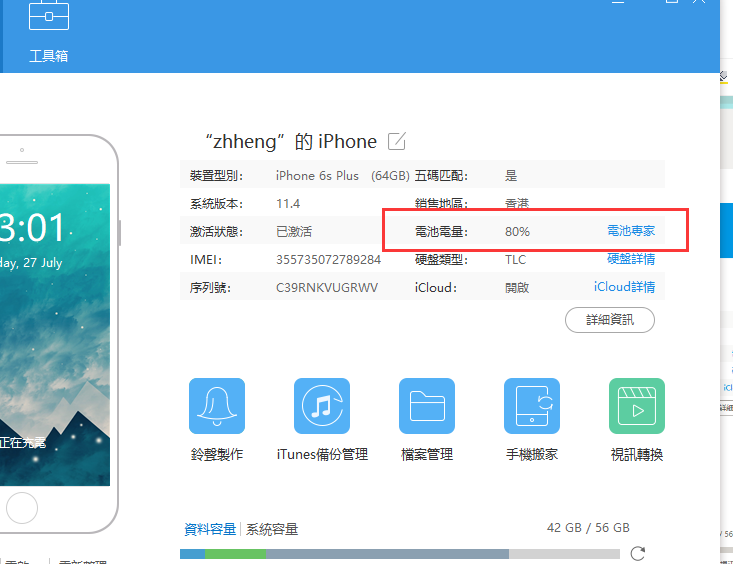 工具箱
“zhheng”的 iPhone
裝置型別： iPhone 6s Plus (64GB) 五碼匹配： 是
系統版本： 11.4 銷售地區： 香港
激活狀態： 已激活 電池電量： 80% 電池專家
IMEI： 355735072789284 硬盤類型： TLC 硬盤詳情
序列號： C39RNKVUGRWV iCloud： 開啟 iCloud詳情
詳細資訊
3:01
day, 27 July
正在充電
鈴聲製作 iTunes備份管理 檔案管理 手機搬家 視訊轉換
資料容量 系統容量 42 GB / 56 GB